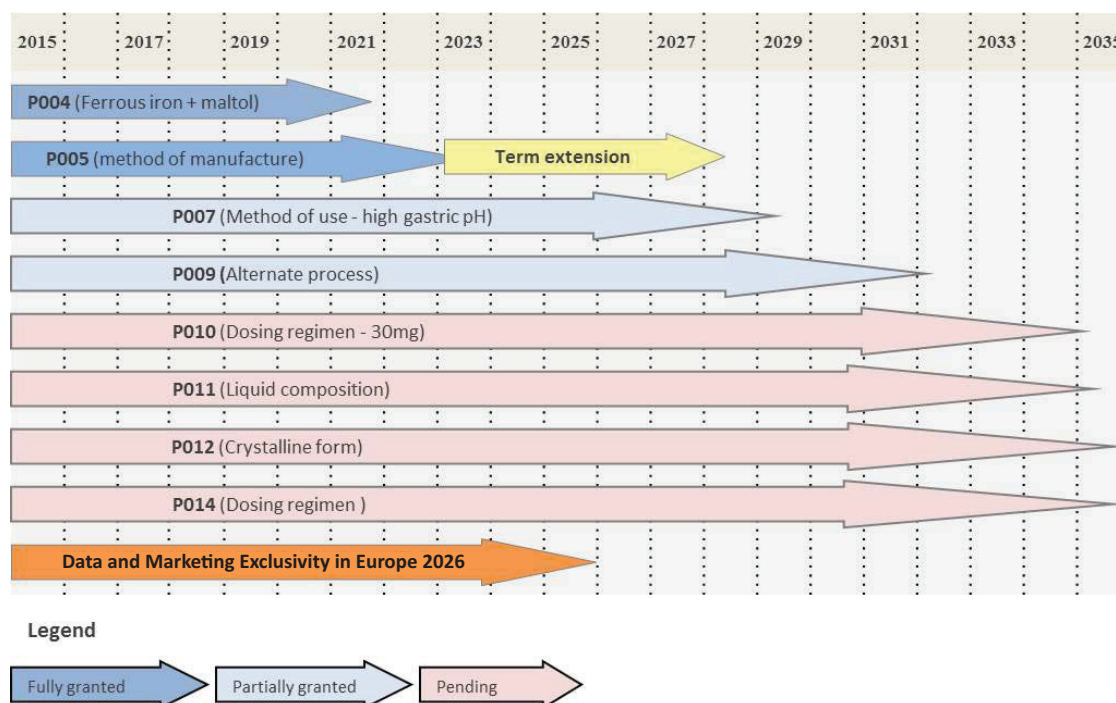 2015 2017 2019 2021 2023 2025 2027 2029 2031 2033 2035
P004 (Ferrous iron + maltol)
P005 (method of manufacture) Term extension
P007 (Method of use - high gastric pH)
P009 (Alternate process)
P010 (Dosing regimen - 30mg)
P011 (Liquid composition)
P012 (Crystalline form)
P014 (Dosing regimen )
Data and Marketing Exclusivity in Europe 2026
Legend
Fully granted Partially granted Pending